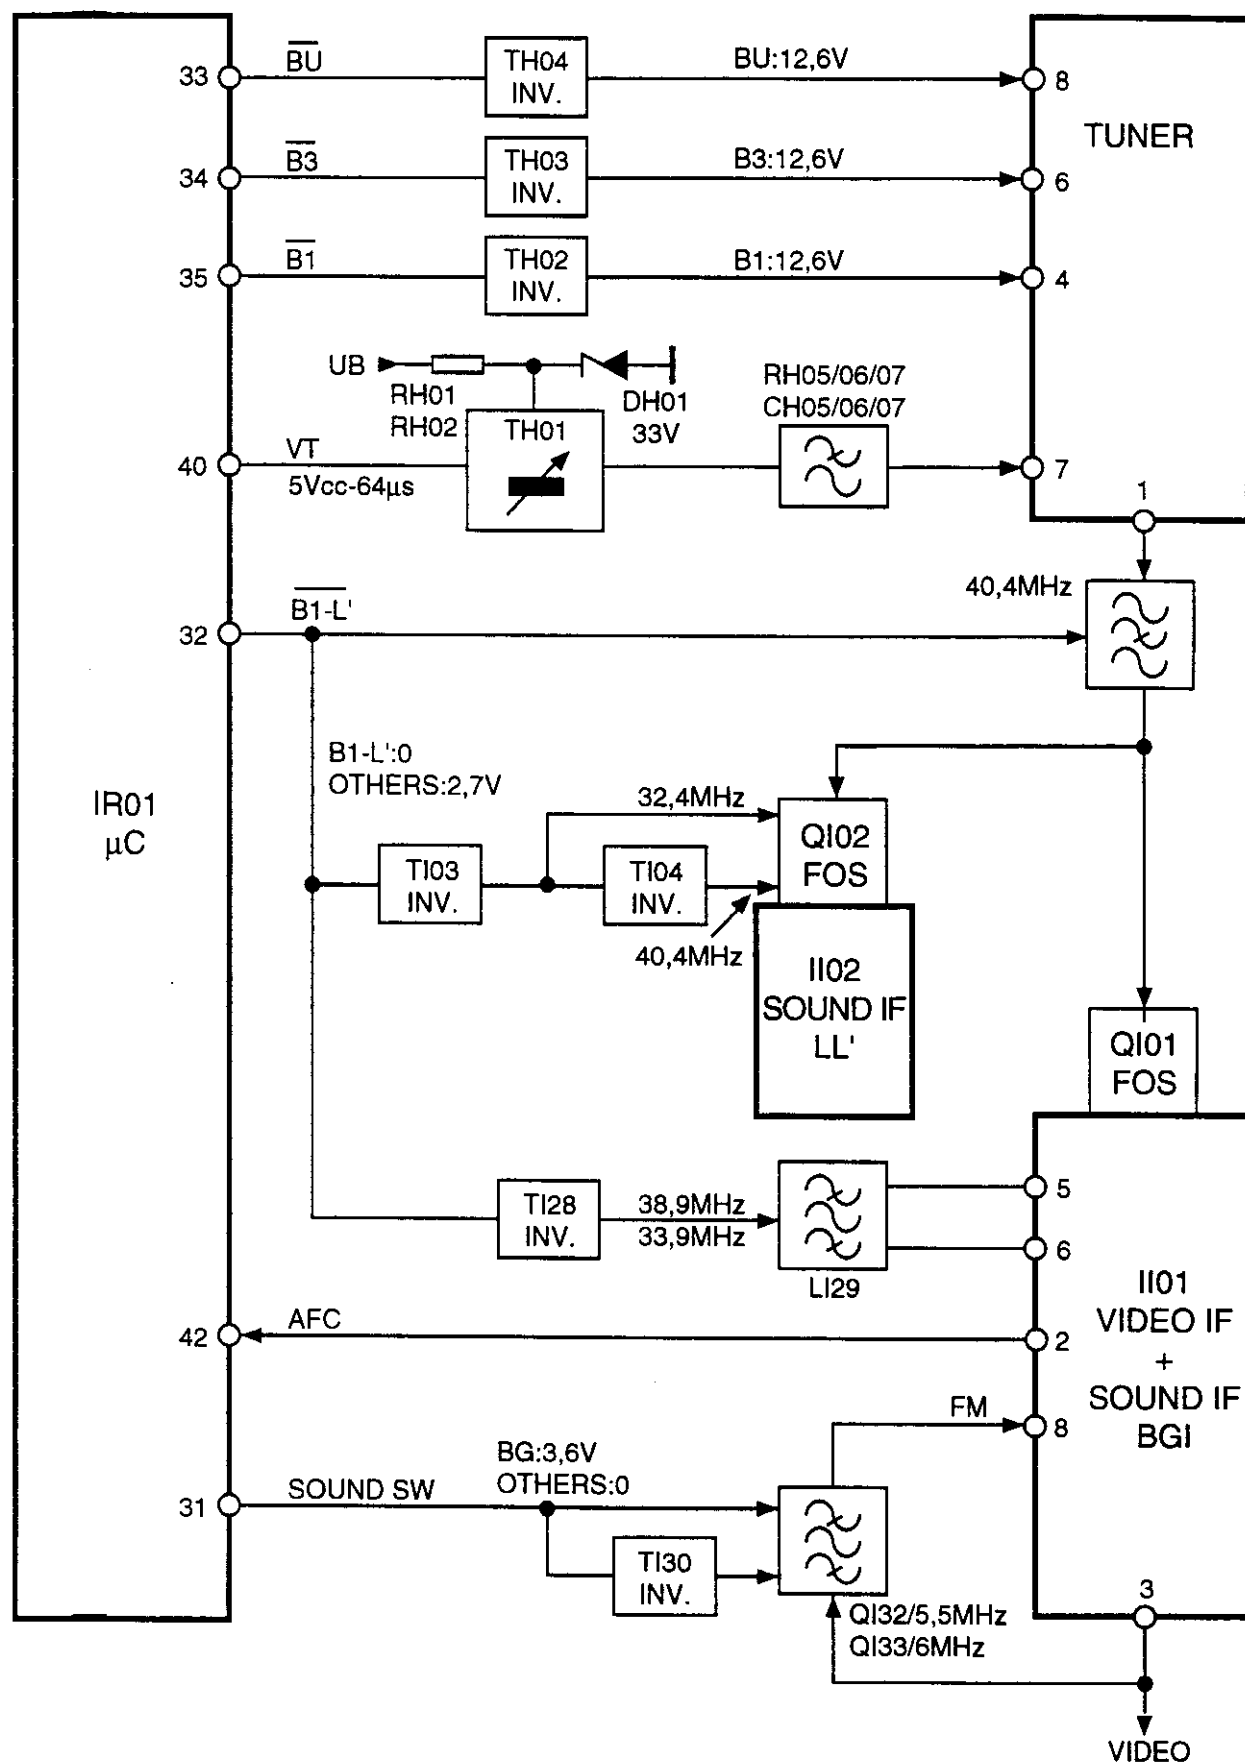 33
BU
TH04
INV.
BU:12,6V
8
TUNER
34
B3
TH03
INV.
B3:12,6V
6
35
B1
TH02
INV.
B1:12,6V
4
UB
RH01
RH02
DH01
33V
RH05/06/07
CH05/06/07
TH01
40
VT
5Vcc-64µs
7
1
40,4MHz
32
B1-L'
B1-L':0
OTHERS:2,7V
IR01
µC
32,4MHz
QI02
FOS
TI03
INV.
TI04
INV.
40,4MHz
II02
SOUND IF
LL'
QI01
FOS
TI28
INV.
38,9MHz
33,9MHz
LI29
5
6
II01
VIDEO IF
+
SOUND IF
BGI
42
AFC
2
FM
8
BG:3,6V
OTHERS:0
31
SOUND SW
TI30
INV.
QI32/5,5MHz
QI33/6MHz
3
VIDEO